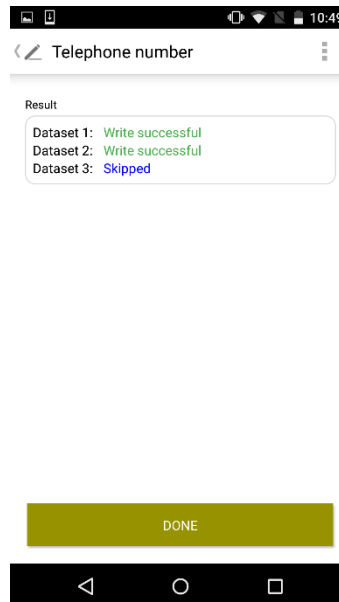 10:49
Telephone number
Result
Dataset 1: Write successful
Dataset 2: Write successful
Dataset 3: Skipped
DONE